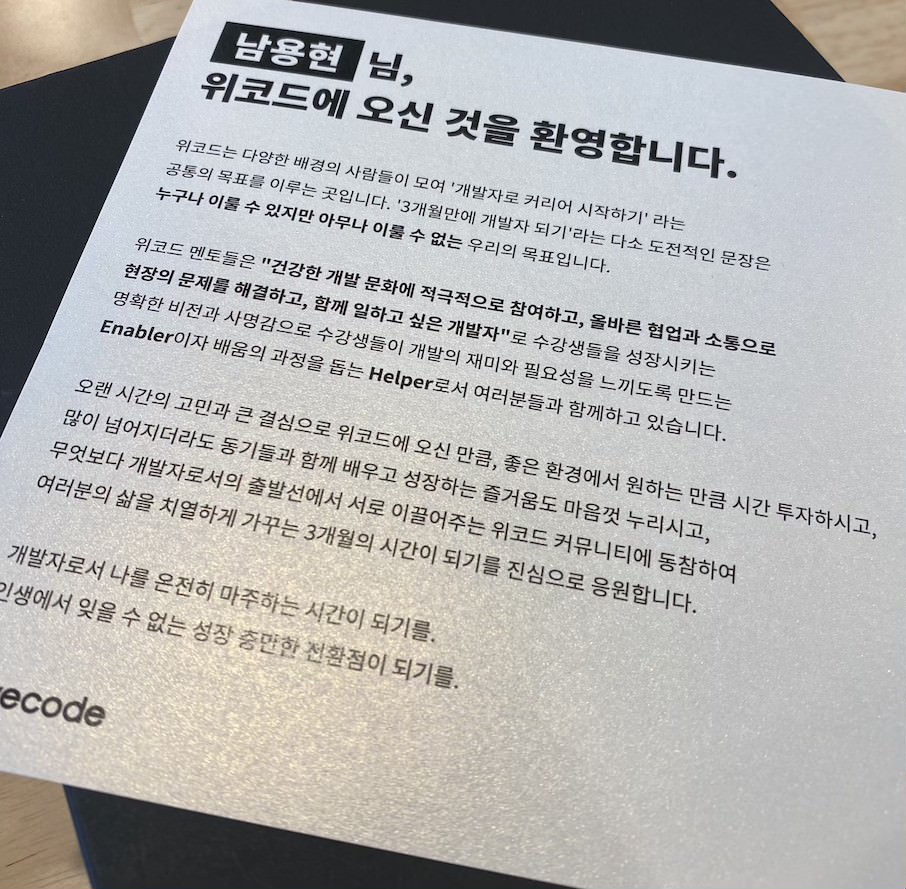 남용현 님,
위코드에 오신 것을 환영합니다.
위코드는 다양한 배경의 사람들이 모여 '개발자로 커리어 시작하기' 라는
공통의 목표를 이루는 곳입니다. '3개월만에 개발자 되기'라는 다소 도전적인 문장은
누구나 이룰 수 있지만 아무나 이룰 수 없는 우리의 목표입니다.
위코드 멘토들은 "건강한 개발 문화에 적극적으로 참여하고, 올바른 협업과 소통으로
현장의 문제를 해결하고, 함께 일하고 싶은 개발자"로 수강생들을 성장시키는
명확한 비전과 사명감으로 수강생들이 개발의 재미와 필요성을 느끼도록 만드는
Enabler이자 배움의 과정을 돕는 Helper로서 여러분들과 함께하고 있습니다.
오랜 시간의 고민과 큰 결심으로 위코드에 오신 만큼, 좋은 환경에서 원하는 만큼 시간 투자하시고,
많이 넘어지더라도 동기들과 함께 배우고 성장하는 즐거움도 마음껏 누리시고,
무엇보다 개발자로서의 출발선에서 서로 이끌어주는 위코드 커뮤니티에 동참하여
여러분의 삶을 치열하게 가꾸는 3개월의 시간이 되기를 진심으로 응원합니다.
개발자로서 나를 온전히 마주하는 시간이 되기를.
인생에서 잊을 수 없는 성장 충만한 전환점이 되기를.
wecode